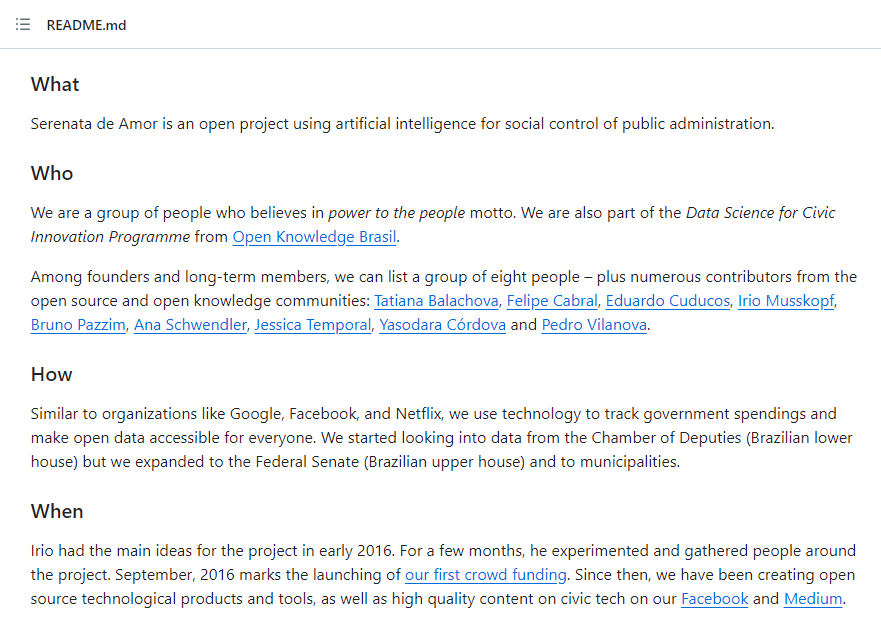 README.md
What
Serenata de Amor is an open project using artificial intelligence for social control of public administration.
Who
We are a group of people who believes in power to the people motto. We are also part of the Data Science for Civic
Innovation Programme from Open Knowledge Brasil.
Among founders and long-term members, we can list a group of eight people – plus numerous contributors from the
open source and open knowledge communities: Tatiana Balachova, Felipe Cabral, Eduardo Cuducos, Irio Musskopf,
Bruno Pazzim, Ana Schwendler, Jessica Temporal, Yasodara Córdova and Pedro Vilanova.
How
Similar to organizations like Google, Facebook, and Netflix, we use technology to track government spendings and
make open data accessible for everyone. We started looking into data from the Chamber of Deputies (Brazilian lower
house) but we expanded to the Federal Senate (Brazilian upper house) and to municipalities.
When
Irio had the main ideas for the project in early 2016. For a few months, he experimented and gathered people around
the project. September, 2016 marks the launching of our first crowd funding. Since then, we have been creating open
source technological products and tools, as well as high quality content on civic tech on our Facebook and Medium.